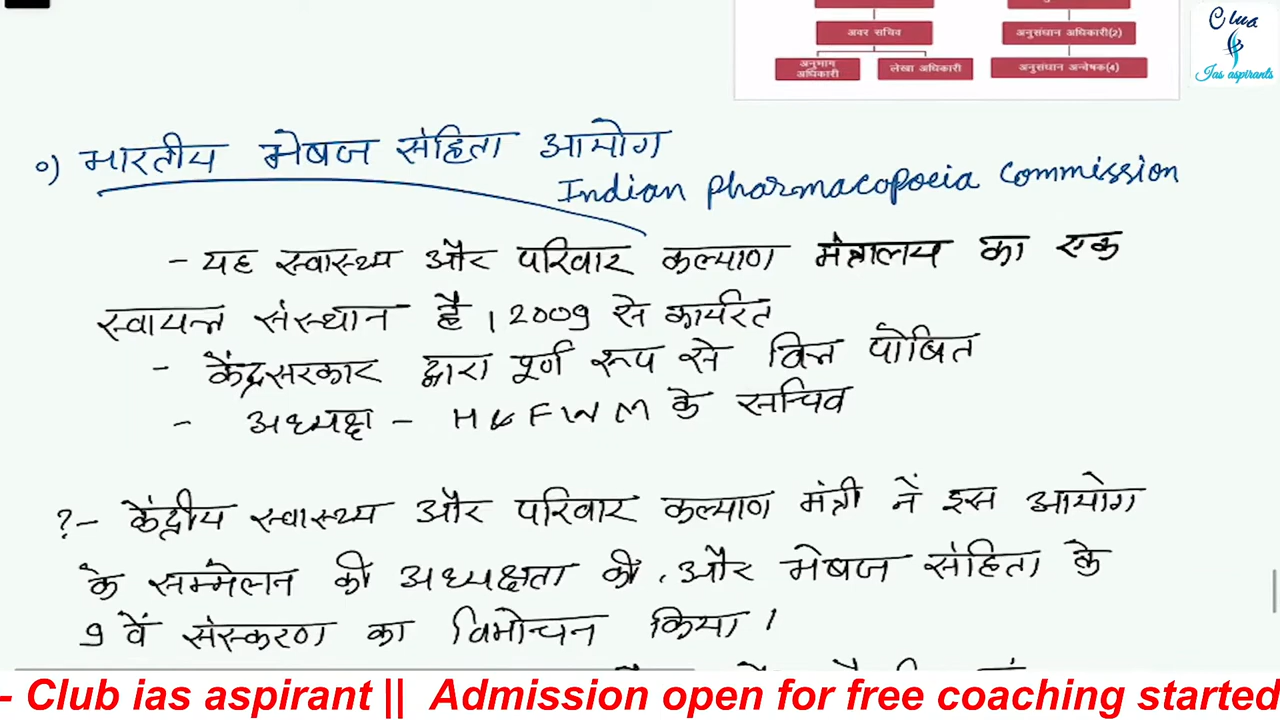 अवर सचिव
अनुसंधान अधिकारी(2)
अनुभाग अधिकारी
लेखा अधिकारी
अनुसंधान अन्वेषक(4)
Club
Ias aspirants
०) भारतीय भेषज संहिता आयोग
Indian pharmacopoeia commission
- यह स्वास्थ्य और परिवार कल्याण मंत्रालय का एक
स्वायत्त संस्थान है। 2009 से कार्यरत
- केंद्रसरकार द्वारा पूर्ण रूप से वित्त पोषित
- अध्यक्ष - H&FWM के सचिव
?- केंद्रीय स्वास्थ्य और परिवार कल्याण मंत्री नें इस आयोग
के सम्मेलन की अध्यक्षता की, और भेषज संहिता के
9 वें संस्करण का विमोचन किया।
- Club ias aspirant || Admission open for free coaching started